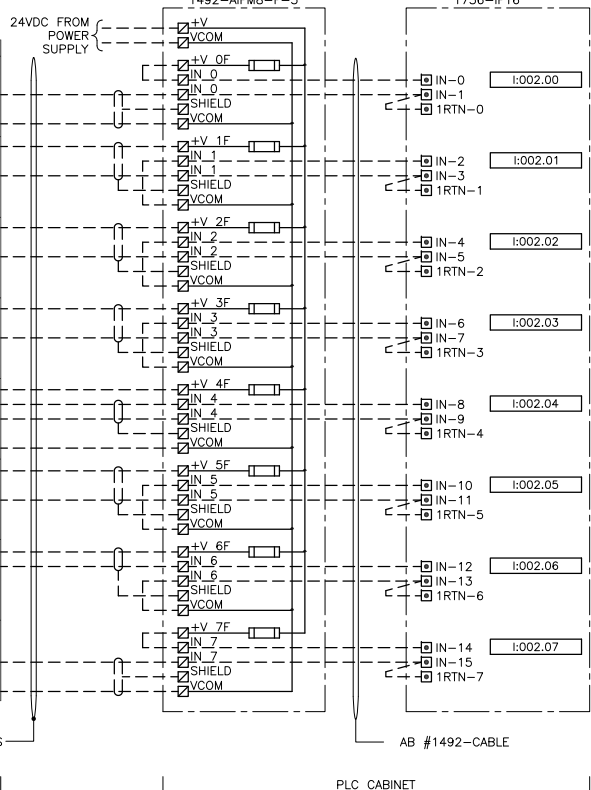 1492-AIFM8-F-5
1756-IF16
24VDC FROM
POWER
SUPPLY
+V
VCOM
+V 0F
IN 0
IN 0
SHIELD
VCOM
IN-0
IN-1
1RTN-0
I:002.00
+V 1F
IN 1
IN 1
SHIELD
VCOM
IN-2
IN-3
1RTN-1
I:002.01
+V 2F
IN 2
IN 2
SHIELD
VCOM
IN-4
IN-5
1RTN-2
I:002.02
+V 3F
IN 3
IN 3
SHIELD
VCOM
IN-6
IN-7
1RTN-3
I:002.03
+V 4F
IN 4
IN 4
SHIELD
VCOM
IN-8
IN-9
1RTN-4
I:002.04
+V 5F
IN 5
IN 5
SHIELD
VCOM
IN-10
IN-11
1RTN-5
I:002.05
+V 6F
IN 6
IN 6
SHIELD
VCOM
IN-12
IN-13
1RTN-6
I:002.06
+V 7F
IN 7
IN 7
SHIELD
VCOM
IN-14
IN-15
1RTN-7
I:002.07
S
AB #1492-CABLE
PLC CABINET